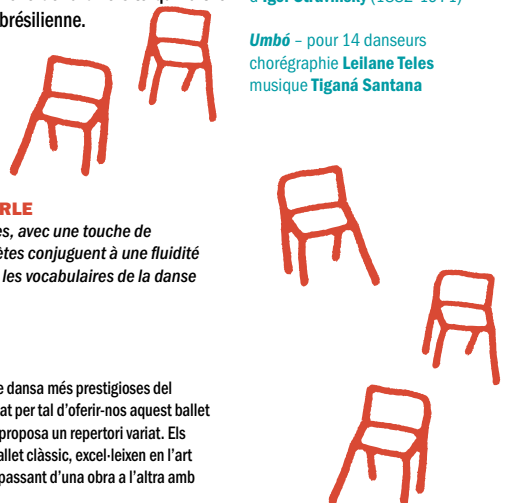 brésilienne.
Umbó – pour 14 danseurs
chorégraphie Leilane Teles
musique Tiganá Santana
RLE
es, avec une touche de
ètes conjuguent à une fluidité
les vocabulaires de la danse
e dansa més prestigioses del
at per tal d'oferir-nos aquest ballet
proposa un repertori variat. Els
allet clàssic, excel·leixen en l'art
passant d'una obra a l'altra amb